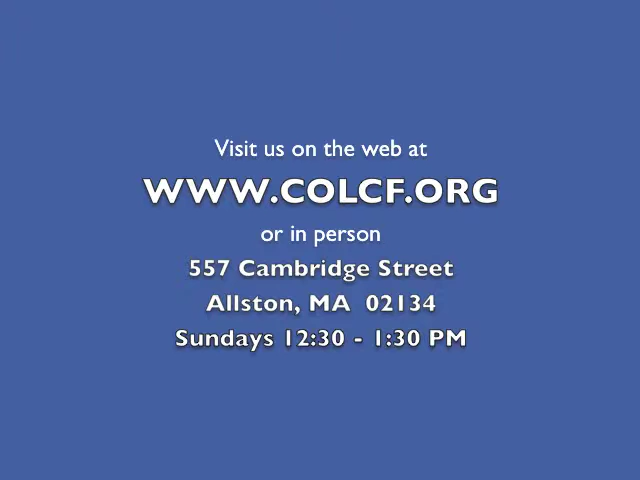 Visit us on the web at
WWW.COLCF.ORG
or in person
557 Cambridge Street
Allston, MA  02134
Sundays 12:30 - 1:30 PM